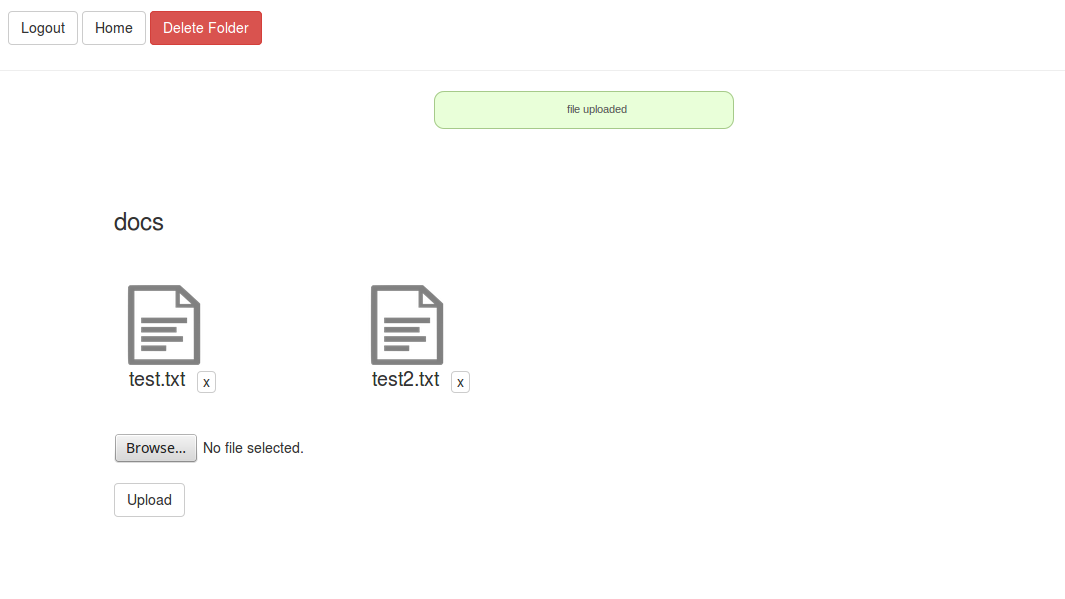 Logout Home Delete Folder
file uploaded
docs
test.txt x test2.txt x
Browse... No file selected.
Upload